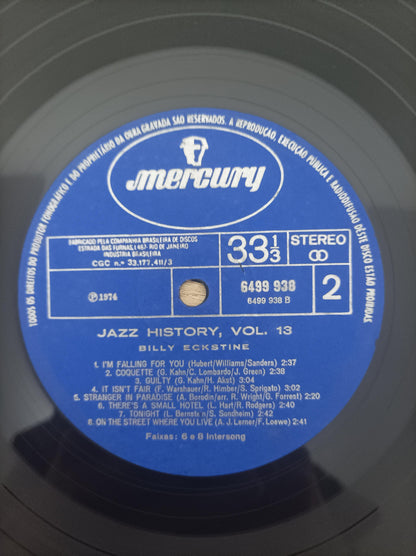 TODOS OS DIREITOS DO PRODUTOR FONOGRÁFICO E DO PROPRIETÁRIO DA OBRA GRAVADA SÃO RESERVADOS. A REPRODUÇÃO, EXECUÇÃO PÚBLICA E RADIODIFUSÃO DESTE DISCO ESTÃO PROIBIDAS
mercury
FABRICADO PELA COMPANHIA BRASILEIRA DE DISCOS
ESTRADA DAS FURNAS, 1.467 - RIO DE JANEIRO
INDÚSTRIA BRASILEIRA
CGC n.º 33.177.411/3
33 1/3
STEREO
℗ 1974
6499 938
6499 938 B
2
JAZZ HISTORY, VOL. 13
BILLY ECKSTINE
1. I'M FALLING FOR YOU (Hubert/Williams/Sanders) 2:37
2. COQUETTE (G. Kahn/C. Lombardo/J. Green) 2:38
3. GUILTY (G. Kahn/H. Akst) 3:04
4. IT ISN'T FAIR (F. Warshauer/R. Himber/S. Sprigato) 3:02
5. STRANGER IN PARADISE (A. Borodin/arr. R. Wright/G. Forrest) 2:20
6. THERE'S A SMALL HOTEL (L. Hart/R. Rodgers) 2:40
7. TONIGHT (L. Bernste n/S. Sundheim) 2:42
8. ON THE STREET WHERE YOU LIVE (A. J. Lerner/F. Loewe) 2:41
Faixas: 6 e 8 Intersong